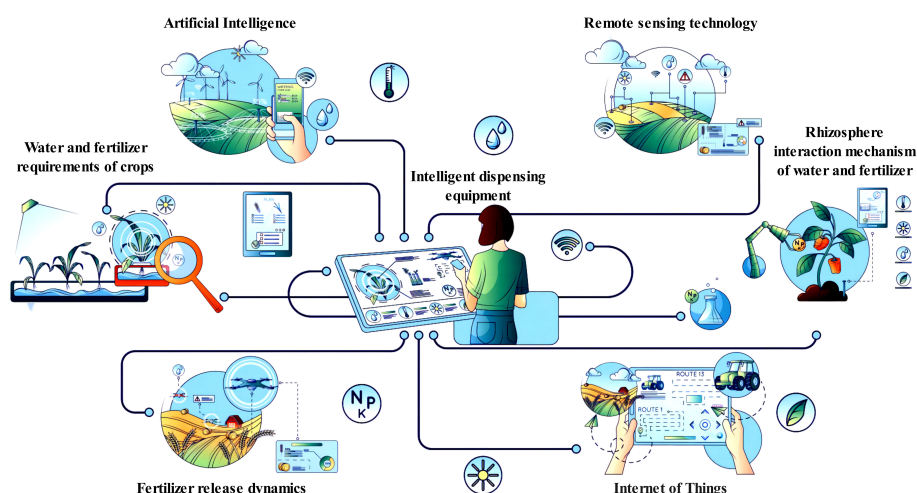 Artificial Intelligence
Remote sensing technology
Water and fertilizer
requirements of crops
Rhizosphere
interaction mechanism
of water and fertilizer
Intelligent dispensing
equipment
N P
K
N P
N P
ROUTE 13
ROUTE 1
Fertilizer release dynamics
Internet of Things